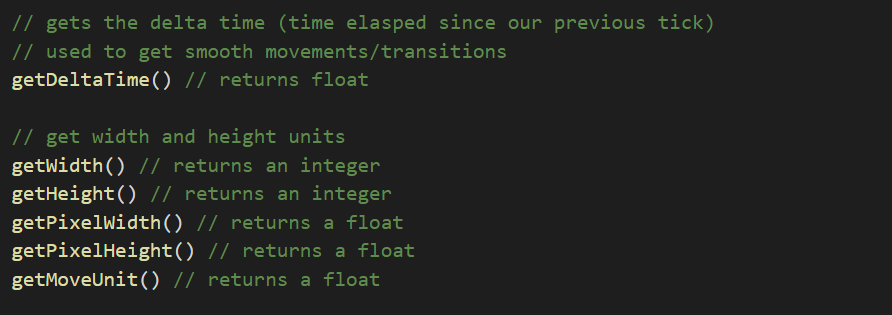 // gets the delta time (time elasped since our previous tick)
// used to get smooth movements/transitions
getDeltaTime() // returns float
// get width and height units
getWidth() // returns an integer
getHeight() // returns an integer
getPixelWidth() // returns a float
getPixelHeight() // returns a float
getMoveUnit() // returns a float